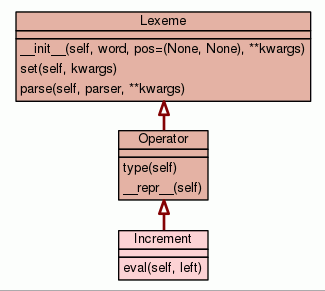 Lexeme
__init__(self, word, pos=(None, None), **kwargs)
set(self, kwargs)
parse(self, parser, **kwargs)
Operator
type(self)
__repr__(self)
Increment
eval(self, left)